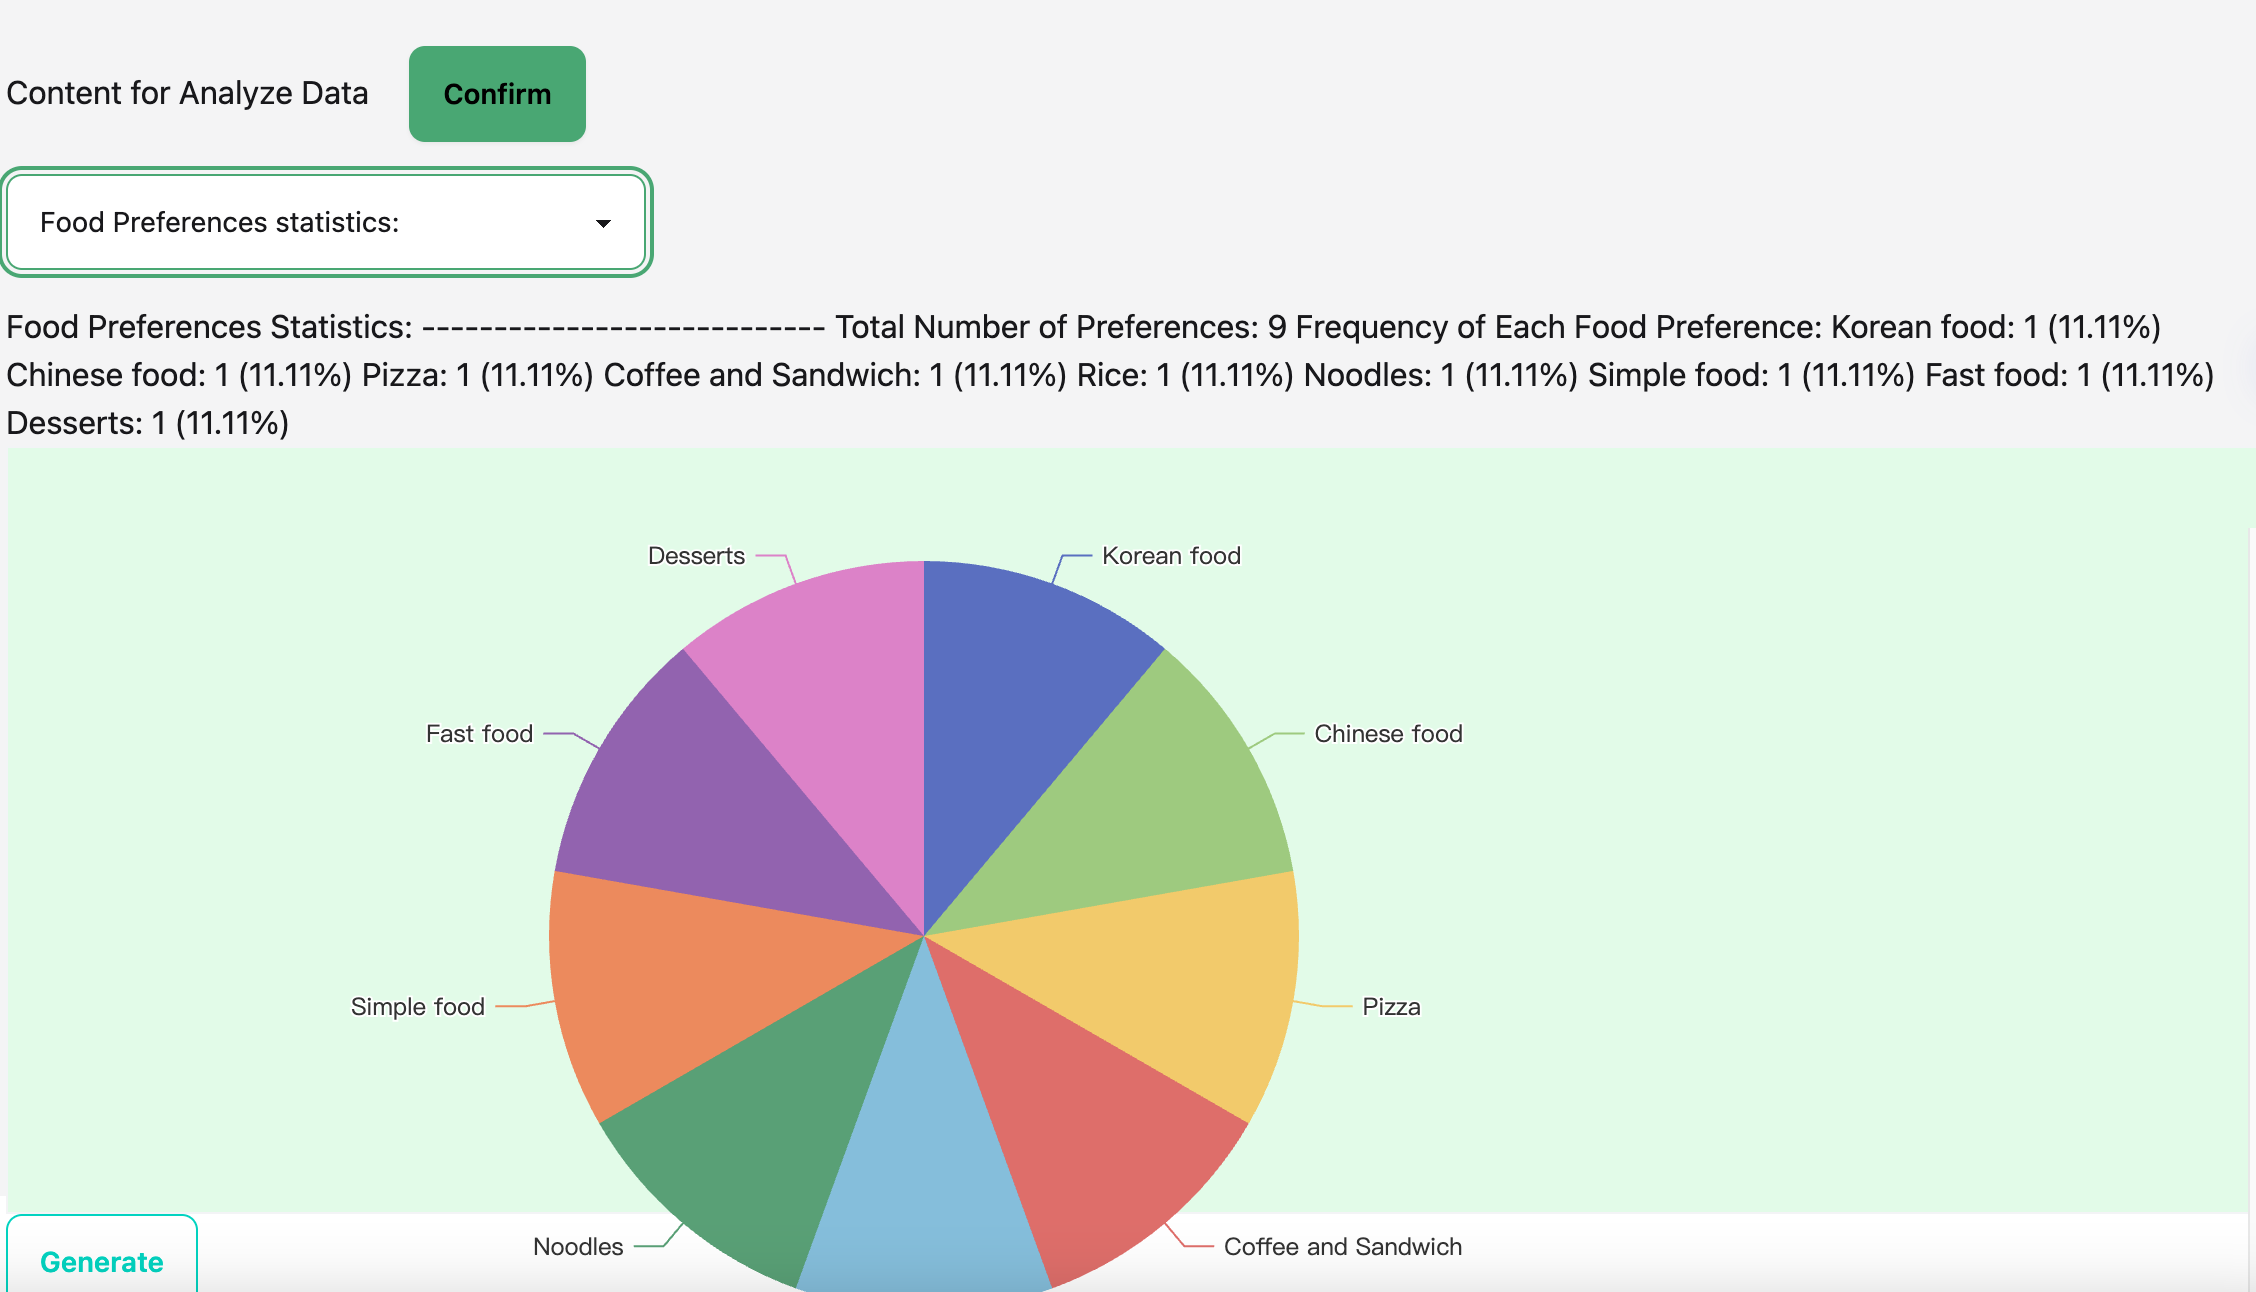 Content for Analyze Data
Confirm
Food Preferences statistics:
Food Preferences Statistics: ---------------------------- Total Number of Preferences: 9 Frequency of Each Food Preference: Korean food: 1 (11.11%)
Chinese food: 1 (11.11%) Pizza: 1 (11.11%) Coffee and Sandwich: 1 (11.11%) Rice: 1 (11.11%) Noodles: 1 (11.11%) Simple food: 1 (11.11%) Fast food: 1 (11.11%)
Desserts: 1 (11.11%)
Desserts
Korean food
Fast food
Chinese food
Simple food
Pizza
Noodles
Coffee and Sandwich
Generate